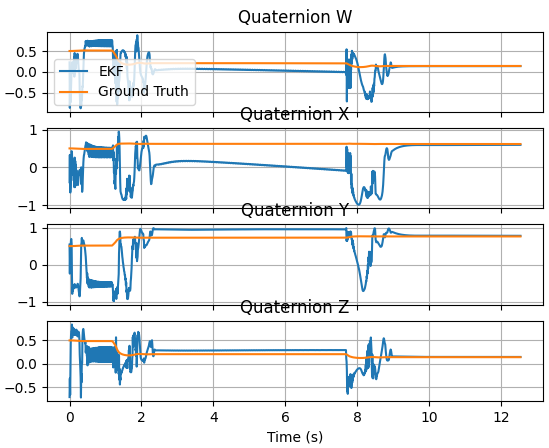 Quaternion W
0.5
0.0
−0.5
EKF
Ground Truth
Quaternion X
1
0
−1
Quaternion Y
1
0
−1
Quaternion Z
0.5
0.0
−0.5
0 2 4 6 8 10 12
Time (s)